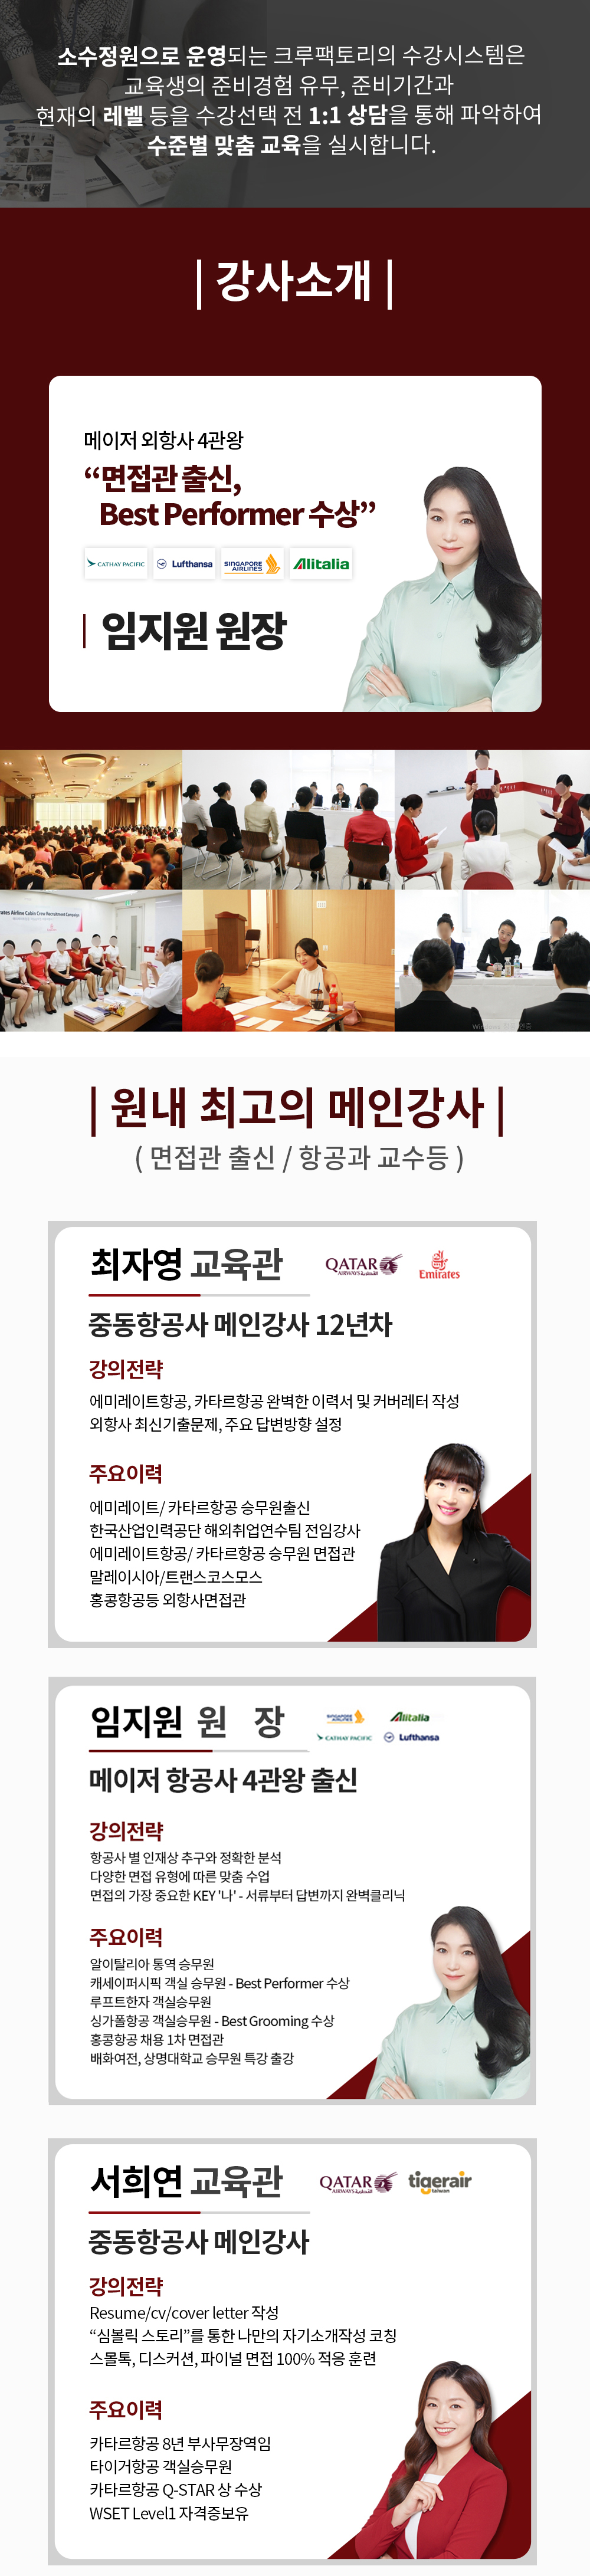 소수정원으로 운영되는 크루팩토리의 수강시스템은
교육생의 준비경험 유무, 준비기간과
현재의 레벨 등을 수강선택 전 1:1 상담을 통해 파악하여
수준별 맞춤 교육을 실시합니다.
| 강사소개 |
메이저 외항사 4관왕
“면접관 출신,
Best Performer 수상”
CATHAY PACIFIC Lufthansa SINGAPORE AIRLINES Alitalia
임지원 원장
rates Airline Cabin Crew Recruitment Campaign
| 원내 최고의 메인강사 |
( 면접관 출신 / 항공과 교수등 )
최자영 교육관
QATAR AIRWAYS القطرية
Emirates
중동항공사 메인강사 12년차
강의전략
에미레이트항공, 카타르항공 완벽한 이력서 및 커버레터 작성
외항사 최신기출문제, 주요 답변방향 설정
주요이력
에미레이트/ 카타르항공 승무원출신
한국산업인력공단 해외취업연수팀 전임강사
에미레이트항공/ 카타르항공 승무원 면접관
말레이시아/트랜스코스모스
홍콩항공등 외항사면접관
임지원 원 장
SINGAPORE AIRLINES Alitalia
CATHAY PACIFIC Lufthansa
메이저 항공사 4관왕 출신
강의전략
항공사 별 인재상 추구와 정확한 분석
다양한 면접 유형에 따른 맞춤 수업
면접의 가장 중요한 KEY '나' - 서류부터 답변까지 완벽클리닉
주요이력
알이탈리아 통역 승무원
캐세이퍼시픽 객실 승무원 - Best Performer 수상
루프트한자 객실승무원
싱가폴항공 객실승무원 - Best Grooming 수상
홍콩항공 채용 1차 면접관
배화여전, 상명대학교 승무원 특강 출강
서희연 교육관
QATAR AIRWAYS القطرية
tigerair taiwan
중동항공사 메인강사
강의전략
Resume/cv/cover letter 작성
“심볼릭 스토리”를 통한 나만의 자기소개작성 코칭
스몰톡, 디스커션, 파이널 면접 100% 적응 훈련
주요이력
카타르항공 8년 부사무장역임
타이거항공 객실승무원
카타르항공 Q-STAR 상 수상
WSET Level1 자격증보유